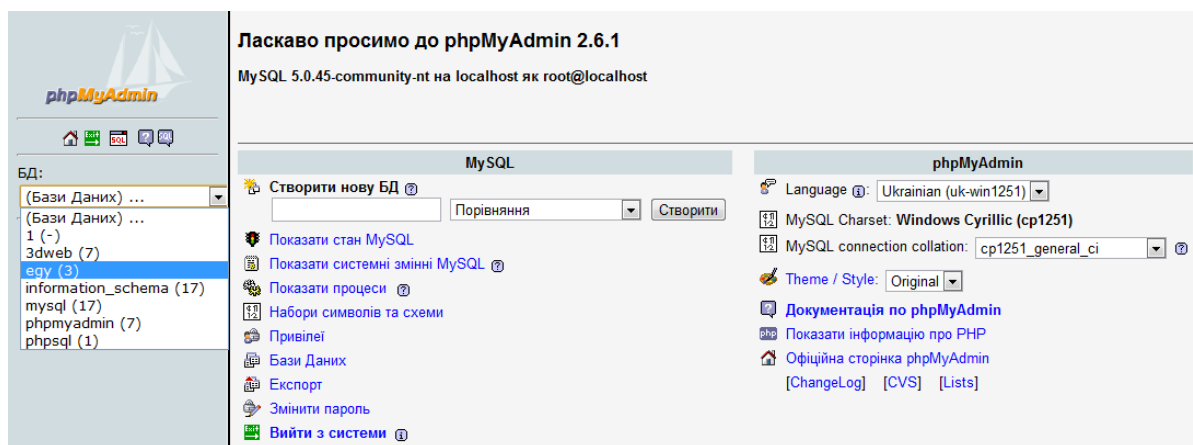 phpMyAdmin
БД:
(Бази Даних) ...
(Бази Даних) ...
1 (-)
3dweb (7)
egy (3)
information_schema (17)
mysql (17)
phpmyadmin (7)
phpsql (1)
Ласкаво просимо до phpMyAdmin 2.6.1
MySQL 5.0.45-community-nt на localhost як root@localhost
MySQL
Створити нову БД
Порівняння Створити
Показати стан MySQL
Показати системні змінні MySQL
Показати процеси
Набори символів та схеми
Привілеї
Бази Даних
Експорт
Змінити пароль
Вийти з системи
phpMyAdmin
Language : Ukrainian (uk-win1251)
MySQL Charset: Windows Cyrillic (cp1251)
MySQL connection collation: cp1251_general_ci
Theme / Style: Original
Документація по phpMyAdmin
php Показати інформацію про PHP
Офіційна сторінка phpMyAdmin
[ChangeLog] [CVS] [Lists]